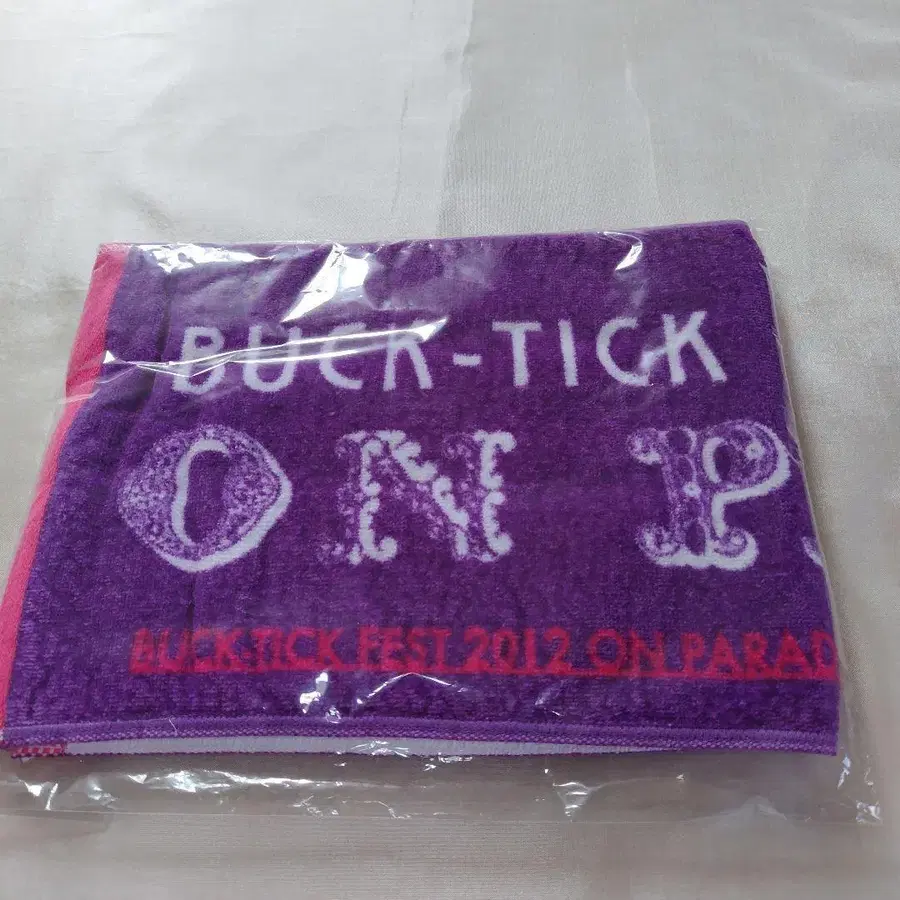 BUCK-TICK
ON P
BUCK-TICK FEST 2012 ON PARAD